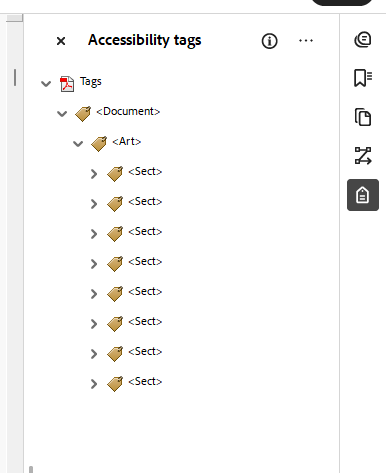 Accessibility tags
Tags
<Document>
<Art>
<Sect>
<Sect>
<Sect>
<Sect>
<Sect>
<Sect>
<Sect>
<Sect>